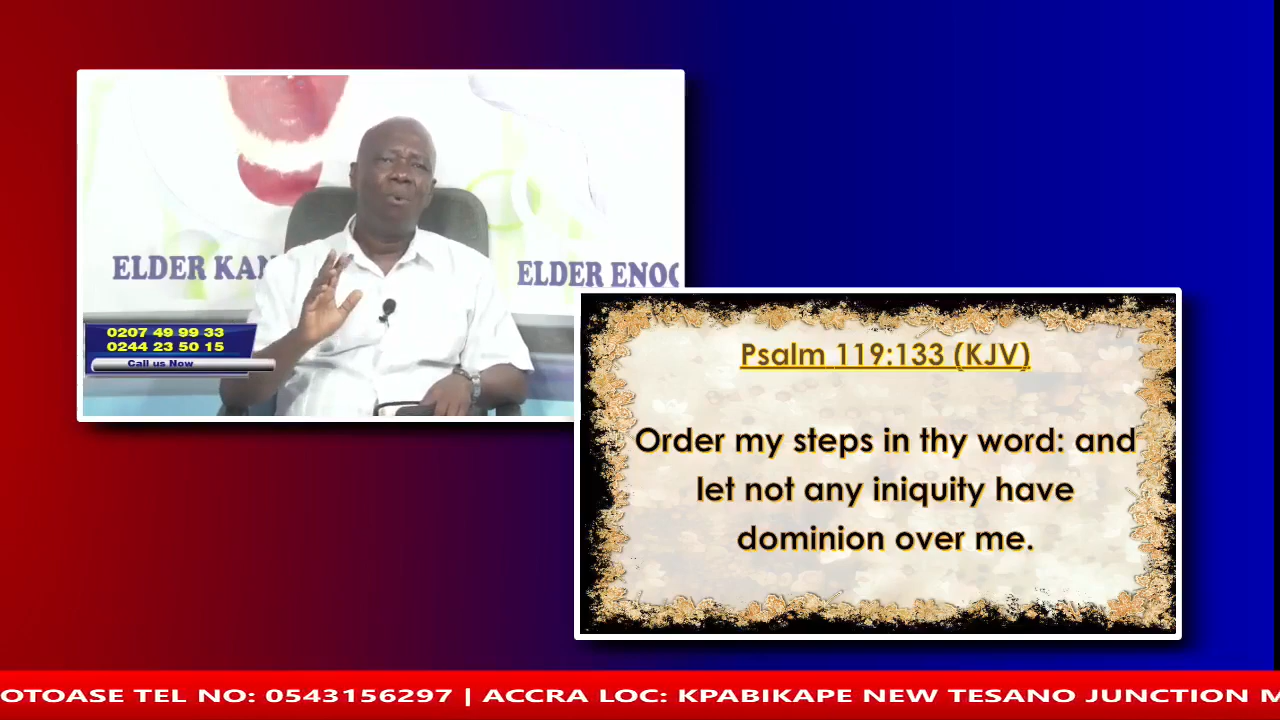 ELDER KAN
ELDER ENOC
0207 49 99 33
0244 23 50 15
Call us Now
Psalm 119:133 (KJV)
Order my steps in thy word: and
let not any iniquity have
dominion over me.
OTOASE TEL NO: 0543156297 | ACCRA LOC: KPABIKAPE NEW TESANO JUNCTION M